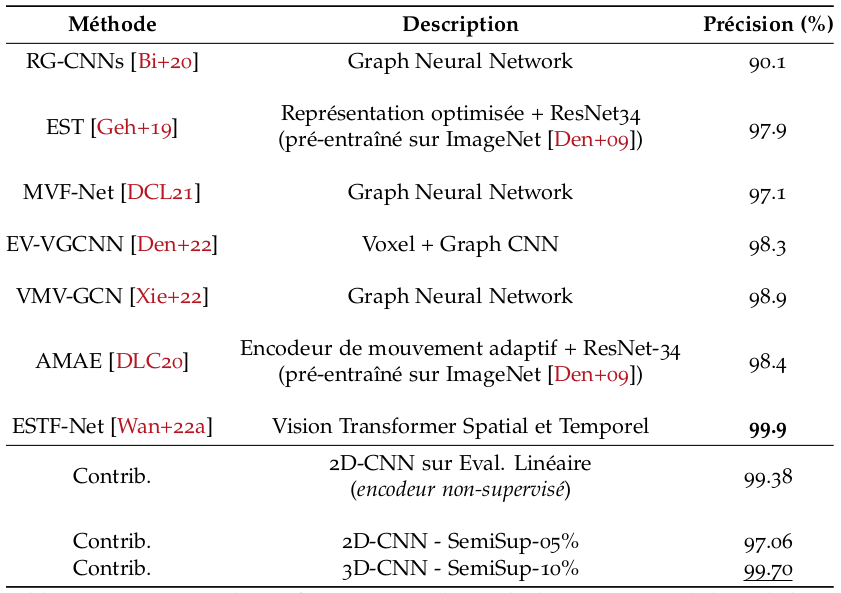 Méthode Description Précision (%)
RG-CNNs [Bi+20] Graph Neural Network 90.1
EST [Geh+19] Représentation optimisée + ResNet34 (pré-entraîné sur ImageNet [Den+09]) 97.9
MVF-Net [DCL21] Graph Neural Network 97.1
EV-VGCNN [Den+22] Voxel + Graph CNN 98.3
VMV-GCN [Xie+22] Graph Neural Network 98.9
AMAE [DLC20] Encodeur de mouvement adaptif + ResNet-34 (pré-entraîné sur ImageNet [Den+09]) 98.4
ESTF-Net [Wan+22a] Vision Transformer Spatial et Temporel 99.9
Contrib. 2D-CNN sur Eval. Linéaire (encodeur non-supervisé) 99.38
Contrib. 2D-CNN - SemiSup-05% 97.06
Contrib. 3D-CNN - SemiSup-10% 99.70